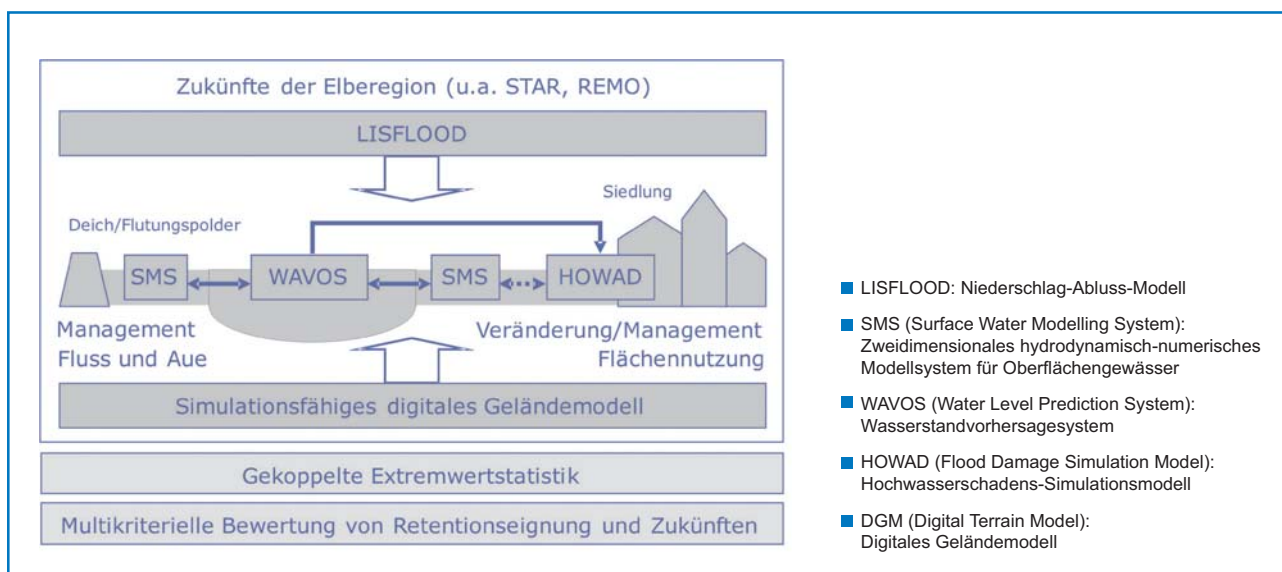 Zukünfte der Elberegion (u.a. STAR, REMO)
LISFLOOD
Siedlung
Deich/Flutungspolder
SMS
WAVOS
SMS
HOWAD
Management
Fluss und Aue
Veränderung/Management
Flächennutzung
Simulationsfähiges digitales Geländemodell
Gekoppelte Extremwertstatistik
Multikriterielle Bewertung von Retentionseignung und Zukünften
LISFLOOD: Niederschlag-Abluss-Modell
SMS (Surface Water Modelling System):
Zweidimensionales hydrodynamisch-numerisches
Modellsystem für Oberflächengewässer
WAVOS (Water Level Prediction System):
Wasserstandvorhersagesystem
HOWAD (Flood Damage Simulation Model):
Hochwasserschadens-Simulationsmodell
DGM (Digital Terrain Model):
Digitales Geländemodell